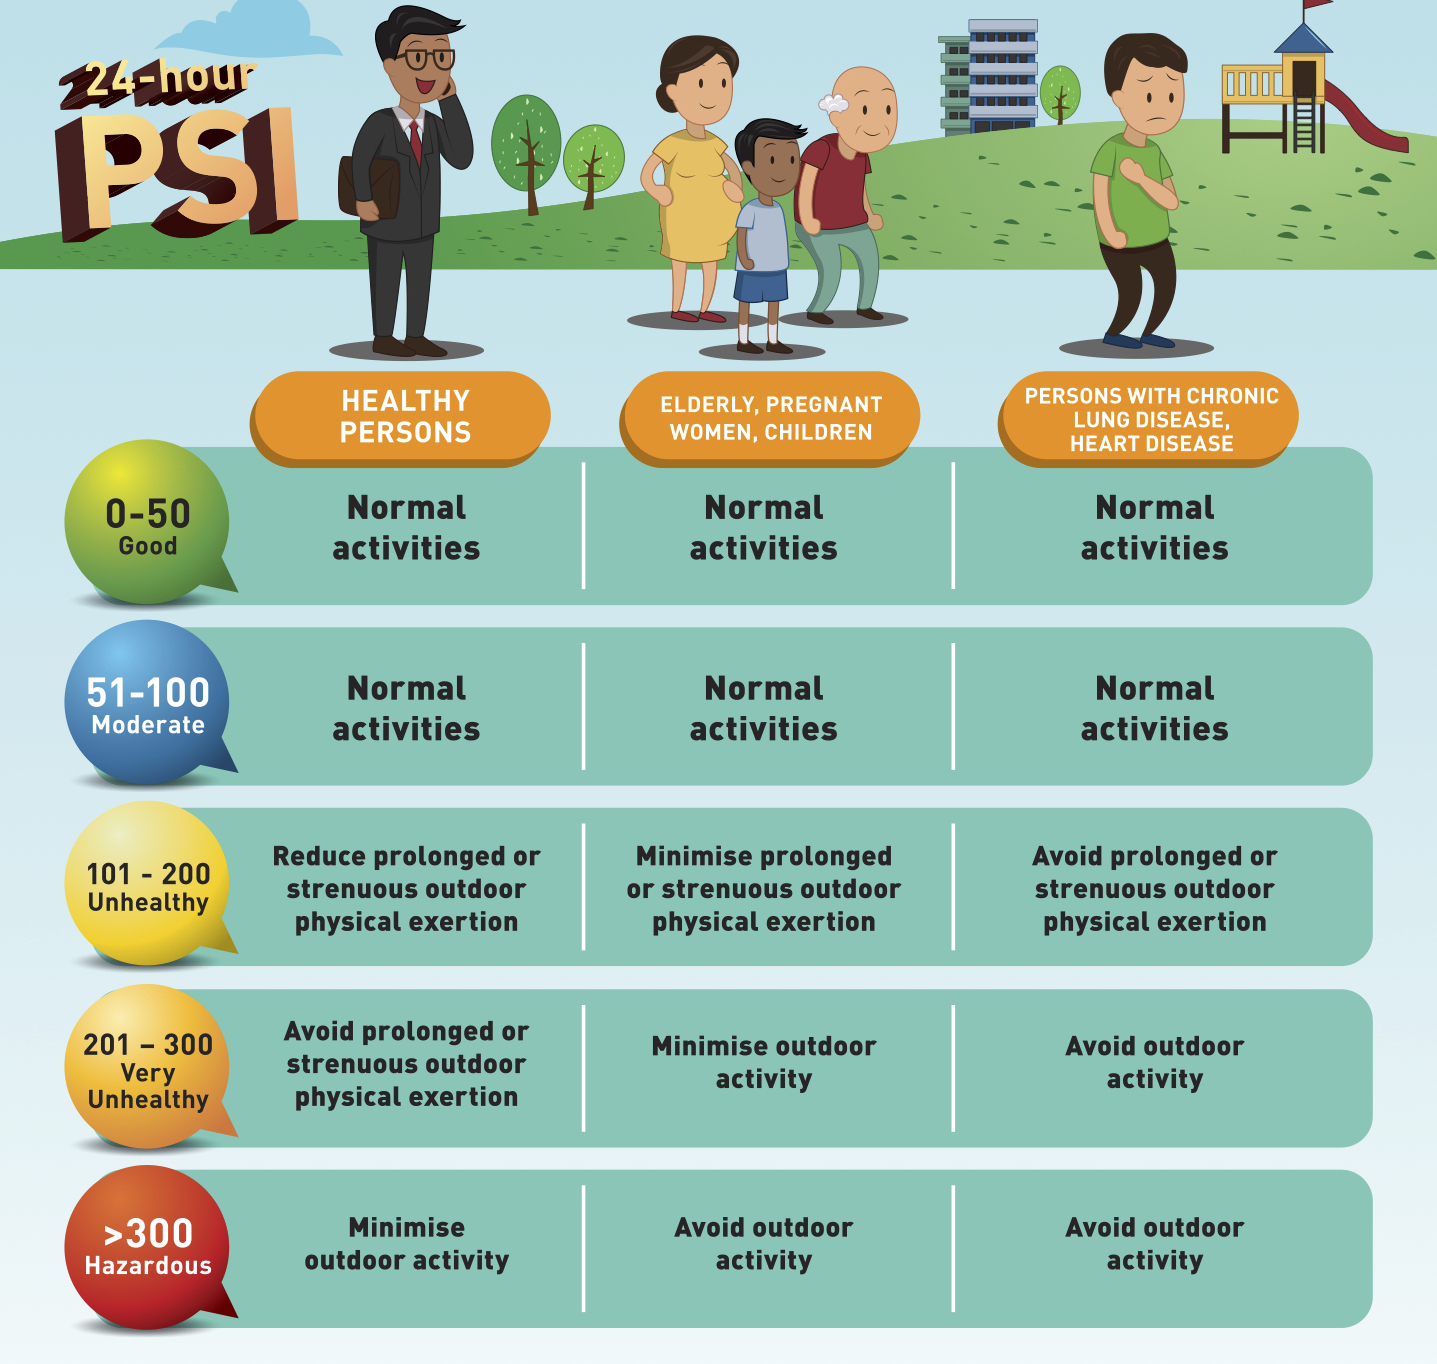 24-hour
PSI
HEALTHY
PERSONS
ELDERLY, PREGNANT
WOMEN, CHILDREN
PERSONS WITH CHRONIC
LUNG DISEASE,
HEART DISEASE
0-50
Good
Normal
activities
Normal
activities
Normal
activities
51-100
Moderate
Normal
activities
Normal
activities
Normal
activities
101 - 200
Unhealthy
Reduce prolonged or
strenuous outdoor
physical exertion
Minimise prolonged
or strenuous outdoor
physical exertion
Avoid prolonged or
strenuous outdoor
physical exertion
201 – 300
Very
Unhealthy
Avoid prolonged or
strenuous outdoor
physical exertion
Minimise outdoor
activity
Avoid outdoor
activity
>300
Hazardous
Minimise
outdoor activity
Avoid outdoor
activity
Avoid outdoor
activity